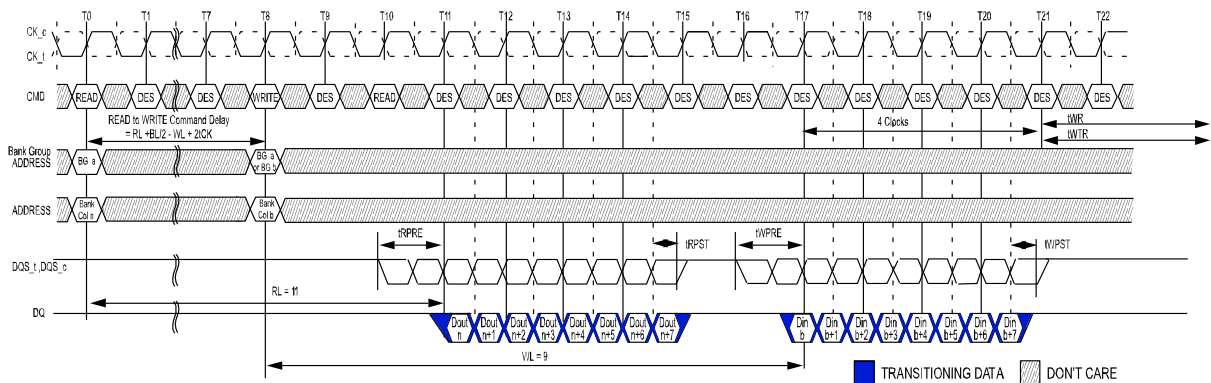 T0 T1 T7 T8 T9 T10 T11 T12 T13 T14 T15 T16 T17 T18 T19 T20 T21 T22
CK_c
CK_t
CMD READ DES DES WRITE DES READ DES DES DES DES DES DES DES DES DES DES DES DES
READ to WRITE Command Delay
= RL +BL/2 - WL + 2tCK
4 Clocks
tWR
tWTR
Bank Group
ADDRESS
BG a
BG a
or BG b
ADDRESS
Bank
Col n
Bank
Col b
tRPRE
tRPST
tWPRE
tWPST
DQS_t ,DQS_c
RL = 11
DQ
Dout
n
Dout
n+1
Dout
n+2
Dout
n+3
Dout
n+4
Dout
n+5
Dout
n+6
Dout
n+7
Din
b
Din
b+1
Din
b+2
Din
b+3
Din
b+4
Din
b+5
Din
b+6
Din
b+7
WL = 9
TRANSITIONING DATA
DON'T CARE